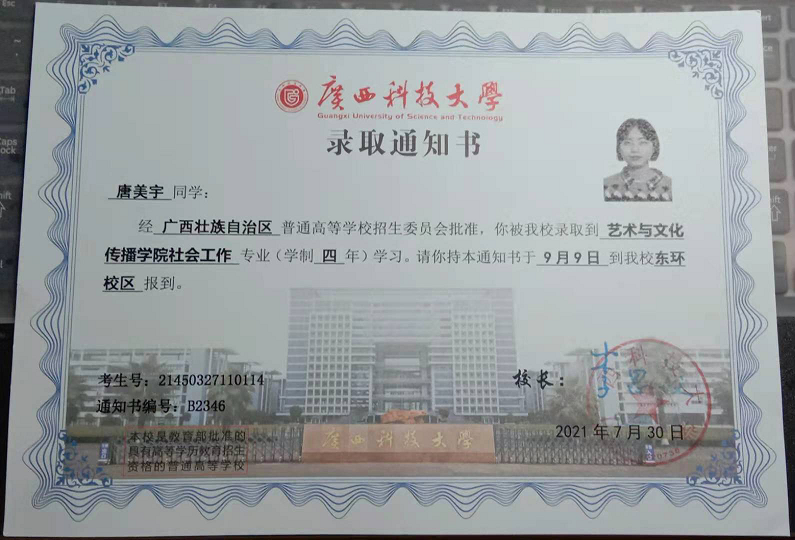 廣西科技大學
Guangxi University of Science and Technology
录取通知书
唐美宇 同学：
经 广西壮族自治区 普通高等学校招生委员会批准，你被我校录取到 艺术与文化
传播学院社会工作 专业（学制 四 年）学习。请你持本通知书于 9月9日 到我校东环
校区 报到。
考生号：21450327110114
校长：
通知书编号：B2346
2021 年 7 月 30 日
本校是教育部批准的
具有高等学历教育招生
资格的普通高等学校
廣西科技大學
Tab
Caps
Lock
Shift